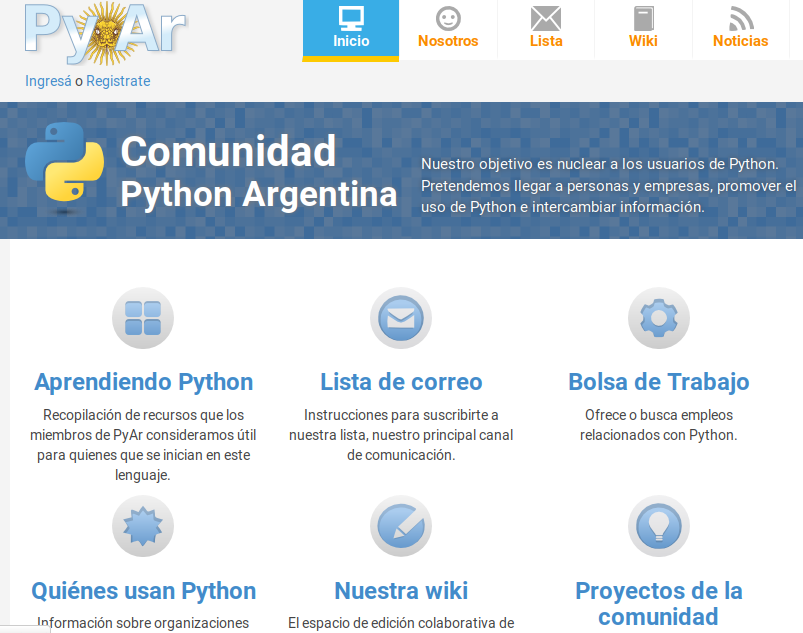 PyAr
Inicio
Nosotros
Lista
Wiki
Noticias
Ingresá o Registrate
Comunidad
Python Argentina
Nuestro objetivo es nuclear a los usuarios de Python.
Pretendemos llegar a personas y empresas, promover el
uso de Python e intercambiar información.
Aprendiendo Python
Recopilación de recursos que los
miembros de PyAr consideramos útil
para quienes que se inician en este
lenguaje.
Lista de correo
Instrucciones para suscribirte a
nuestra lista, nuestro principal canal
de comunicación.
Bolsa de Trabajo
Ofrece o busca empleos
relacionados con Python.
Quiénes usan Python
Información sobre organizaciones
Nuestra wiki
El espacio de edición colaborativa de
Proyectos de la
comunidad